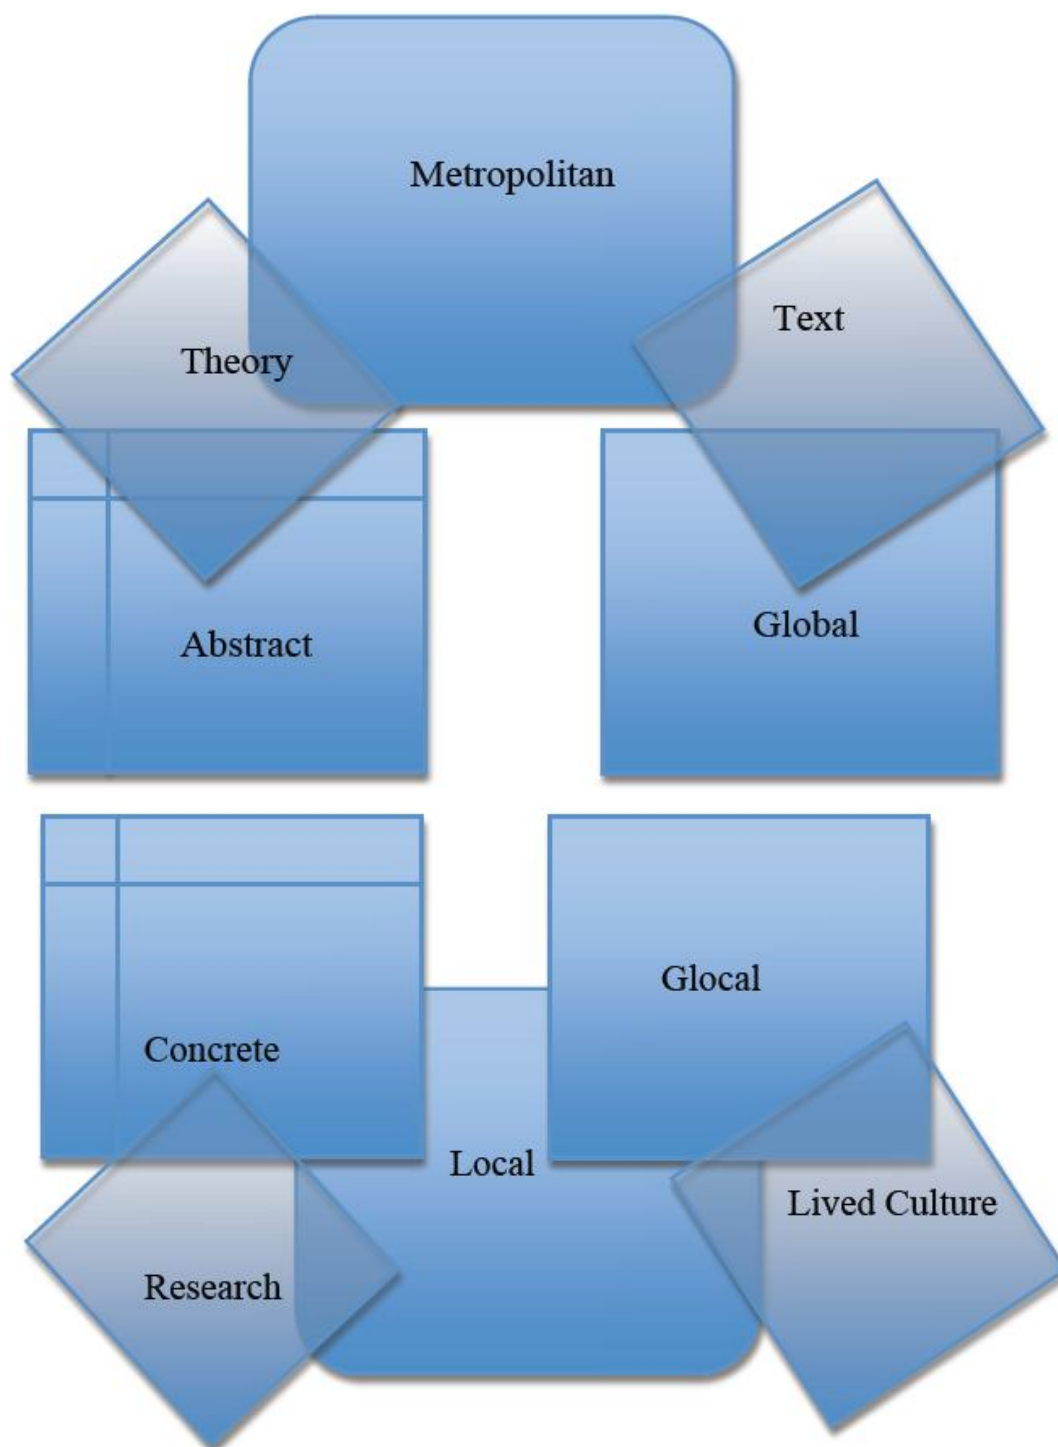 Metropolitan
Text
Theory
Global
Abstract
Glocal
Concrete
Local
Lived Culture
Research